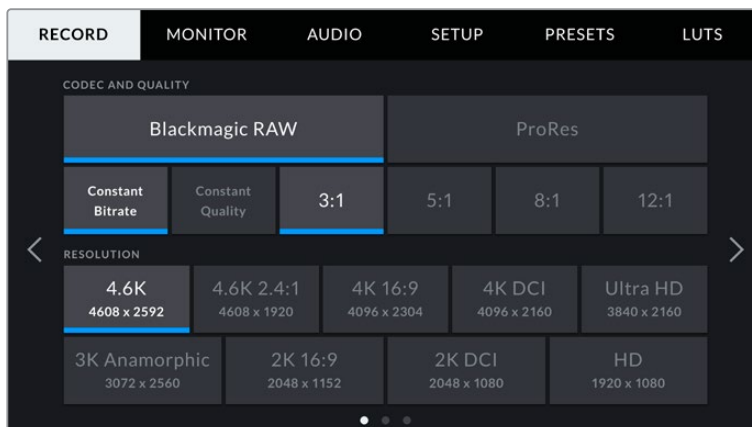 RECORD MONITOR AUDIO SETUP PRESETS LUTS
CODEC AND QUALITY
Blackmagic RAW ProRes
Constant Bitrate Constant Quality 3:1 5:1 8:1 12:1
RESOLUTION
4.6K 4.6K 2.4:1 4K 16:9 4K DCI Ultra HD
4608 x 2592 4608 x 1920 4096 x 2304 4096 x 2160 3840 x 2160
3K Anamorphic 2K 16:9 2K DCI HD
3072 x 2560 2048 x 1152 2048 x 1080 1920 x 1080